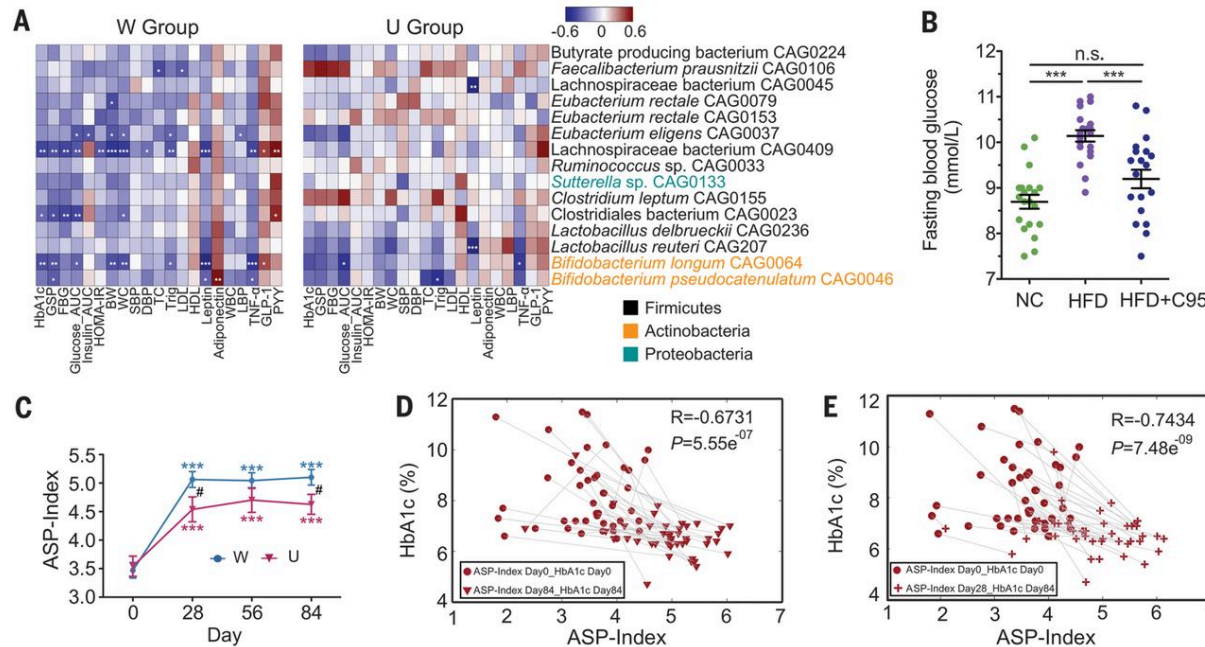 A
W Group
U Group
-0.6 0.6
Butyrate producing bacterium CAG0224
Faecalibacterium prausnitzii CAG0106
Lachnospiraceae bacterium CAG0045
Eubacterium rectale CAG0079
Eubacterium rectale CAG0153
Eubacterium eligens CAG0037
Lachnospiraceae bacterium CAG0409
Ruminococcus sp. CAG0033
Sutterella sp. CAG0133
Clostridium leptum CAG0155
Clostridiales bacterium CAG0023
Lactobacillus delbrueckii CAG0236
Lactobacillus reuteri CAG207
Bifidobacterium longum CAG0064
Bifidobacterium pseudocatenulatum CAG0046
HbA1c
GSP
FBG
Glucose_AUC
Insulin_AUC
HOMA-IR
BW
WC
SBP
DBP
TC
Trig
LDL
HDL
Leptin
Adiponectin
WBC
LBP
TNF-α
GLP-1
PYY
HbA1c
GSP
FBG
Glucose_AUC
Insulin_AUC
HOMA-IR
BW
WC
SBP
DBP
TC
Trig
LDL
HDL
Leptin
Adiponectin
WBC
LBP
TNF-α
GLP-1
PYY
Firmicutes
Actinobacteria
Proteobacteria
B
Fasting blood glucose
(mmol/L)
12
11
10
9
8
7
n.s.
*** ***
NC HFD HFD+C95
C
ASP-Index
5.5
5.0
4.5
4.0
3.5
3.0
*** *** ***
# #
*** *** ***
W U
0 28 56 84
Day
D
HbA1c (%)
12
10
8
6
4
R=-0.6731
P=5.55e-07
ASP-Index Day0_HbA1c Day0
ASP-Index Day84_HbA1c Day84
1 2 3 4 5 6 7
ASP-Index
E
HbA1c (%)
12
10
8
6
4
R=-0.7434
P=7.48e-09
ASP-Index Day0_HbA1c Day0
ASP-Index Day28_HbA1c Day84
1 2 3 4 5 6 7
ASP-Index